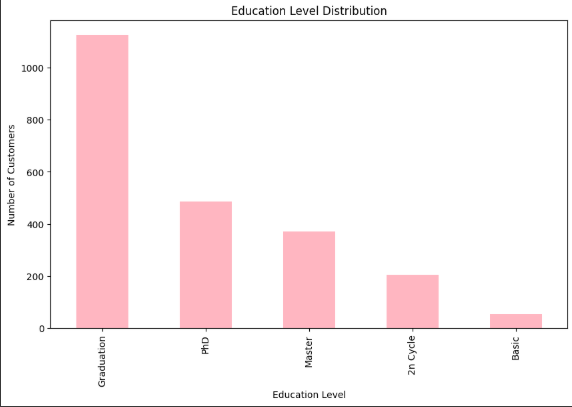 Education Level Distribution
Number of Customers
1000
800
600
400
200
0
Graduation
PhD
Master
2n Cycle
Basic
Education Level